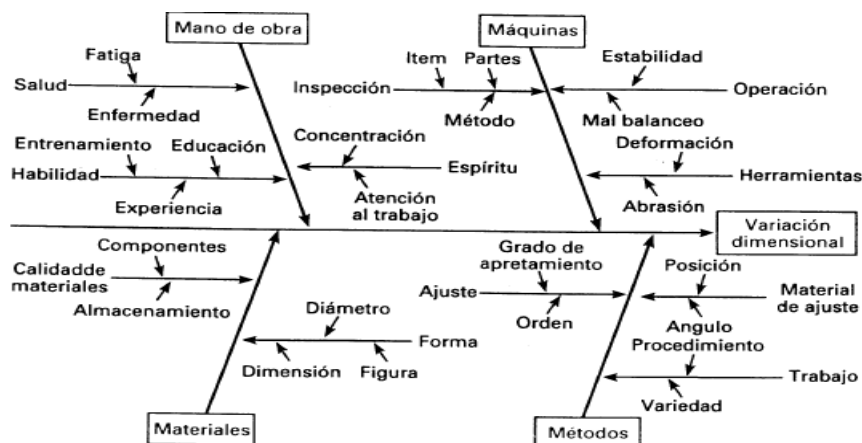 Mano de obra
Máquinas
Fatiga
Salud
Enfermedad
Item Partes
Inspección
Método
Estabilidad
Operación
Mal balanceo
Entrenamiento Educación
Habilidad
Experiencia
Concentración
Espíritu
Atención
al trabajo
Deformación
Herramientas
Abrasión
Variación
dimensional
Componentes
Calidadde
materiales
Almacenamiento
Diámetro
Forma
Dimensión Figura
Grado de
apretamiento
Ajuste
Orden
Posición
Material
de ajuste
Angulo
Procedimiento
Trabajo
Variedad
Materiales
Métodos